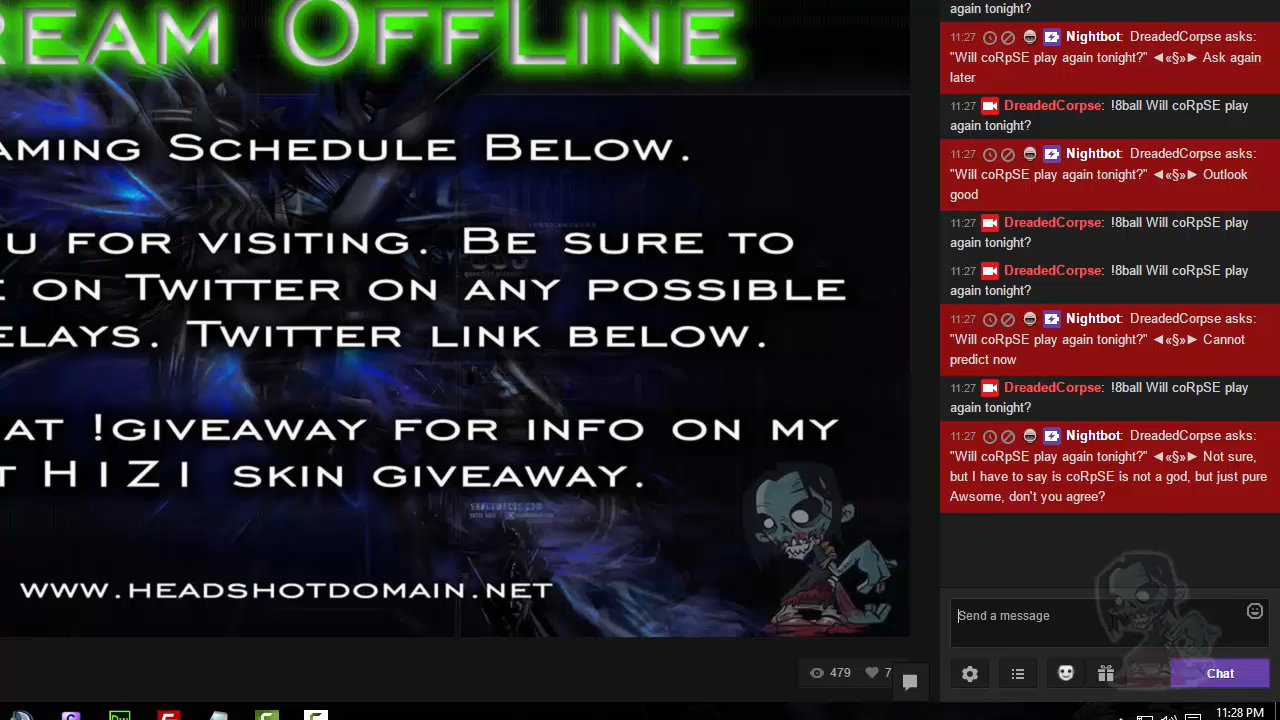 REAM OFFLINE
AMING SCHEDULE BELOW.
U FOR VISITING. BE SURE TO
E ON TWITTER ON ANY POSSIBLE
ELAYS. TWITTER LINK BELOW.
AT !GIVEAWAY FOR INFO ON MY
T H1Z1 SKIN GIVEAWAY.
WWW.HEADSHOTDOMAIN.NET
479
7
again tonight?
11:27 Nightbot: DreadedCorpse asks:
"Will coRpSE play again tonight?" ◄«§»► Ask again
later
11:27 DreadedCorpse: !8ball Will coRpSE play
again tonight?
11:27 Nightbot: DreadedCorpse asks:
"Will coRpSE play again tonight?" ◄«§»► Outlook
good
11:27 DreadedCorpse: !8ball Will coRpSE play
again tonight?
11:27 DreadedCorpse: !8ball Will coRpSE play
again tonight?
11:27 Nightbot: DreadedCorpse asks:
"Will coRpSE play again tonight?" ◄«§»► Cannot
predict now
11:27 DreadedCorpse: !8ball Will coRpSE play
again tonight?
11:27 Nightbot: DreadedCorpse asks:
"Will coRpSE play again tonight?" ◄«§»► Not sure,
but I have to say is coRpSE is not a god, but just pure
Awsome, don't you agree?
Send a message
Chat
Dw
11:28 PM